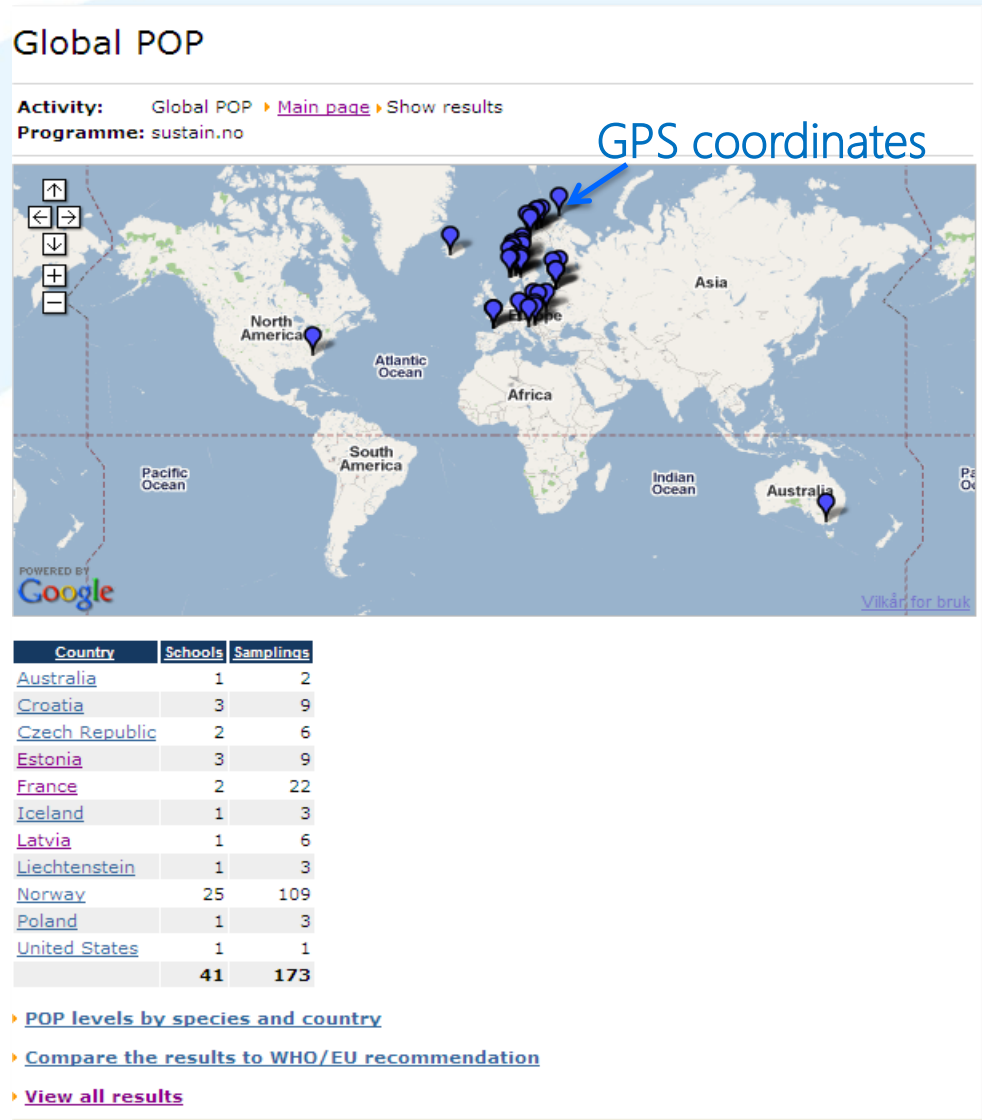 Global POP
Activity: Global POP Main page Show results
Programme: sustain.no
GPS coordinates
Asia
North
America
Atlantic
Ocean
Africa
South
America
Pacific
Ocean
Indian
Ocean
Australia
POWERED BY
Google
Vilkår for bruk
Country Schools Samplings
Australia 1 2
Croatia 3 9
Czech Republic 2 6
Estonia 3 9
France 2 22
Iceland 1 3
Latvia 1 6
Liechtenstein 1 3
Norway 25 109
Poland 1 3
United States 1 1
41 173
POP levels by species and country
Compare the results to WHO/EU recommendation
View all results